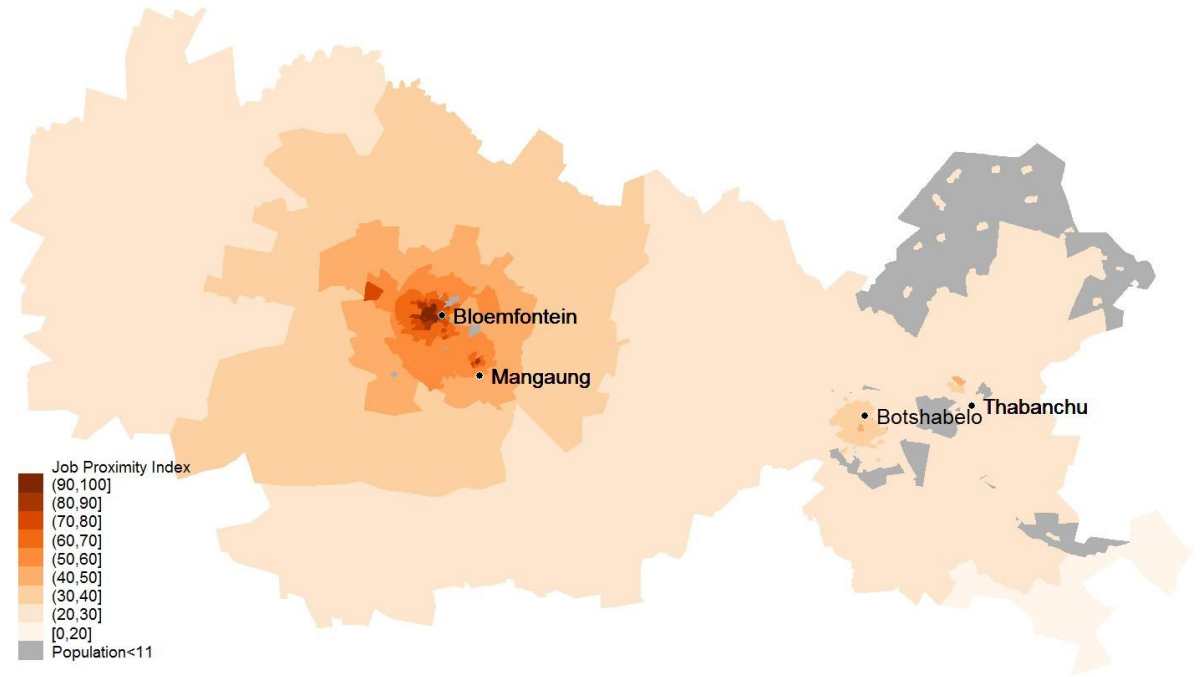 Bloemfontein
Mangaung
Thabanchu
Botshabelo
Job Proximity Index
(90,100]
(80,90]
(70,80]
(60,70]
(50,60]
(40,50]
(30,40]
(20,30]
[0,20]
Population<11